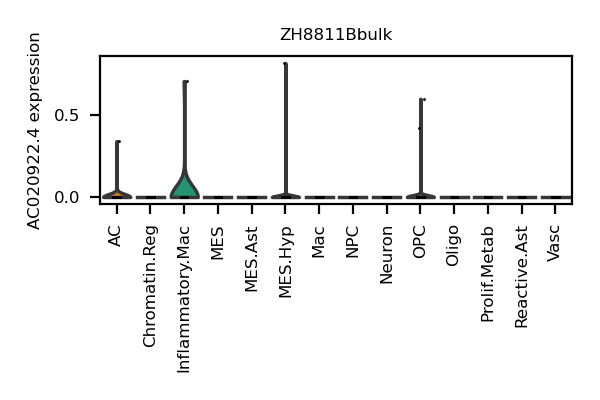 ZH8811Bbulk
AC020922.4 expression
0.5
0.0
AC
Chromatin.Reg
Inflammatory.Mac
MES
MES.Ast
MES.Hyp
Mac
NPC
Neuron
OPC
Oligo
Prolif.Metab
Reactive.Ast
Vasc